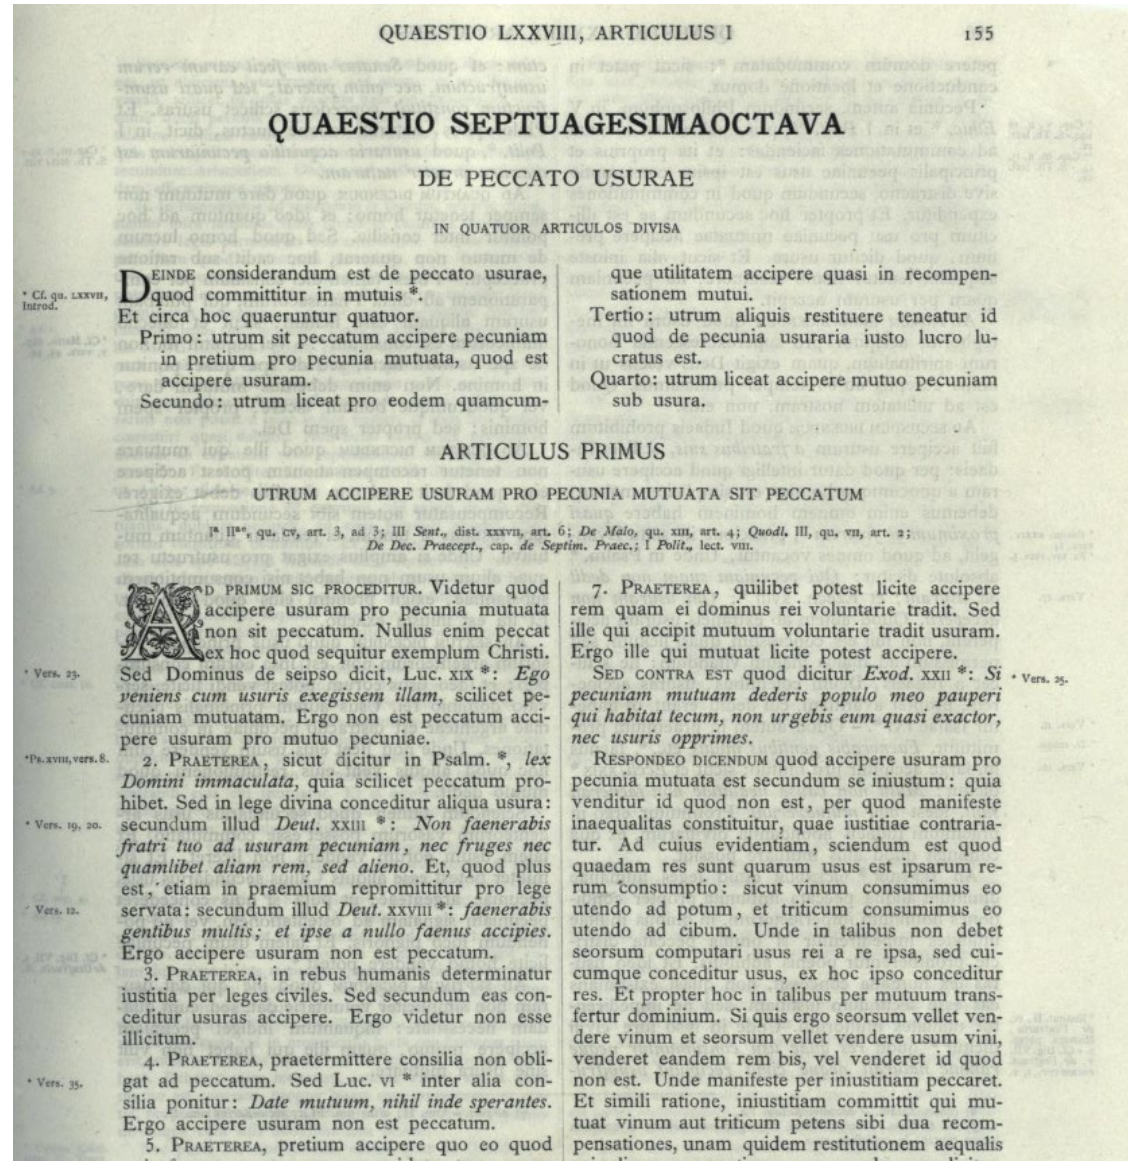 QUAESTIO LXXVIII, ARTICULUS I
155
QUAESTIO SEPTUAGESIMAOCTAVA
DE PECCATO USURAE
IN QUATUOR ARTICULOS DIVISA
* Cf. qu. LXXVII,
Introd.
DEINDE considerandum est de peccato usurae,
quod committitur in mutuis *.
Et circa hoc quaeruntur quatuor.
Primo: utrum sit peccatum accipere pecuniam
in pretium pro pecunia mutuata, quod est
accipere usuram.
Secundo: utrum liceat pro eodem quamcum-
que utilitatem accipere quasi in recompen-
sationem mutui.
Tertio: utrum aliquis restituere teneatur id
quod de pecunia usuraria iusto lucro lu-
cratus est.
Quarto: utrum liceat accipere mutuo pecuniam
sub usura.
ARTICULUS PRIMUS
UTRUM ACCIPERE USURAM PRO PECUNIA MUTUATA SIT PECCATUM
Iª IIªᵉ, qu. cv, art. 3, ad 3; III Sent., dist. xxxvii, art. 6; De Malo, qu. xiii, art. 4; Quodl. III, qu. vii, art. 2;
De Dec. Praecept., cap. de Septim. Praec.; I Polit., lect. viii.
AD PRIMUM SIC PROCEDITUR. Videtur quod
accipere usuram pro pecunia mutuata
non sit peccatum. Nullus enim peccat
ex hoc quod sequitur exemplum Christi.
* Vers. 23.
Sed Dominus de seipso dicit, Luc. XIX *: Ego
veniens cum usuris exegissem illam, scilicet pe-
cuniam mutuatam. Ergo non est peccatum acci-
pere usuram pro mutuo pecuniae.
* Ps. XVIII, vers. 8.
2. PRAETEREA, sicut dicitur in Psalm. *, lex
Domini immaculata, quia scilicet peccatum pro-
hibet. Sed in lege divina conceditur aliqua usura:
* Vers. 19, 20.
secundum illud Deut. XXIII *: Non faenerabis
fratri tuo ad usuram pecuniam, nec fruges nec
quamlibet aliam rem, sed alieno. Et, quod plus
est, etiam in praemium repromittitur pro lege
* Vers. 12.
servata: secundum illud Deut. XXVIII *: faenerabis
gentibus multis; et ipse a nullo faenus accipies.
Ergo accipere usuram non est peccatum.
3. PRAETEREA, in rebus humanis determinatur
iustitia per leges civiles. Sed secundum eas con-
ceditur usuras accipere. Ergo videtur non esse
illicitum.
4. PRAETEREA, praetermittere consilia non obli-
* Vers. 35.
gat ad peccatum. Sed Luc. VI * inter alia con-
silia ponitur: Date mutuum, nihil inde sperantes.
Ergo accipere usuram non est peccatum.
5. PRAETEREA, pretium accipere pro eo quod
7. PRAETEREA, quilibet potest licite accipere
rem quam ei dominus rei voluntarie tradit. Sed
ille qui accipit mutuum voluntarie tradit usuram.
Ergo ille qui mutuat licite potest accipere.
SED CONTRA EST quod dicitur Exod. XXII *: Si
* Vers. 25.
pecuniam mutuam dederis populo meo pauperi
qui habitat tecum, non urgebis eum quasi exactor,
nec usuris opprimes.
RESPONDEO DICENDUM quod accipere usuram pro
pecunia mutuata est secundum se iniustum: quia
venditur id quod non est, per quod manifeste
inaequalitas constituitur, quae iustitiae contraria-
tur. Ad cuius evidentiam, sciendum est quod
quaedam res sunt quarum usus est ipsarum re-
rum consumptio: sicut vinum consumimus eo
utendo ad potum, et triticum consumimus eo
utendo ad cibum. Unde in talibus non debet
seorsum computari usus rei a re ipsa, sed cui-
cumque conceditur usus, ex hoc ipso conceditur
res. Et propter hoc in talibus per mutuum trans-
fertur dominium. Si quis ergo seorsum vellet ven-
dere vinum et seorsum vellet vendere usum vini,
venderet eandem rem bis, vel venderet id quod
non est. Unde manifeste per iniustitiam peccaret.
Et simili ratione, iniustitiam committit qui mu-
tuat vinum aut triticum petens sibi dua recom-
pensationes, unam quidem restitutionem aequalis